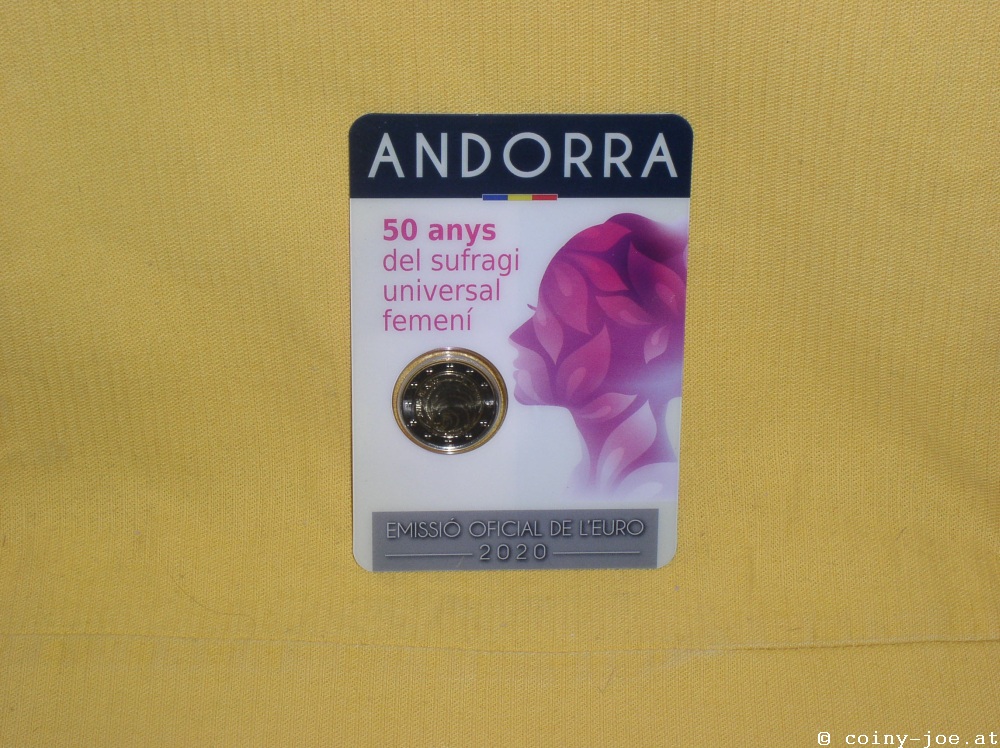 ANDORRA
50 anys
del sufragi
universal
femení
EMISSIÓ OFICIAL DE L'EURO
2020
© coiny-joe.at